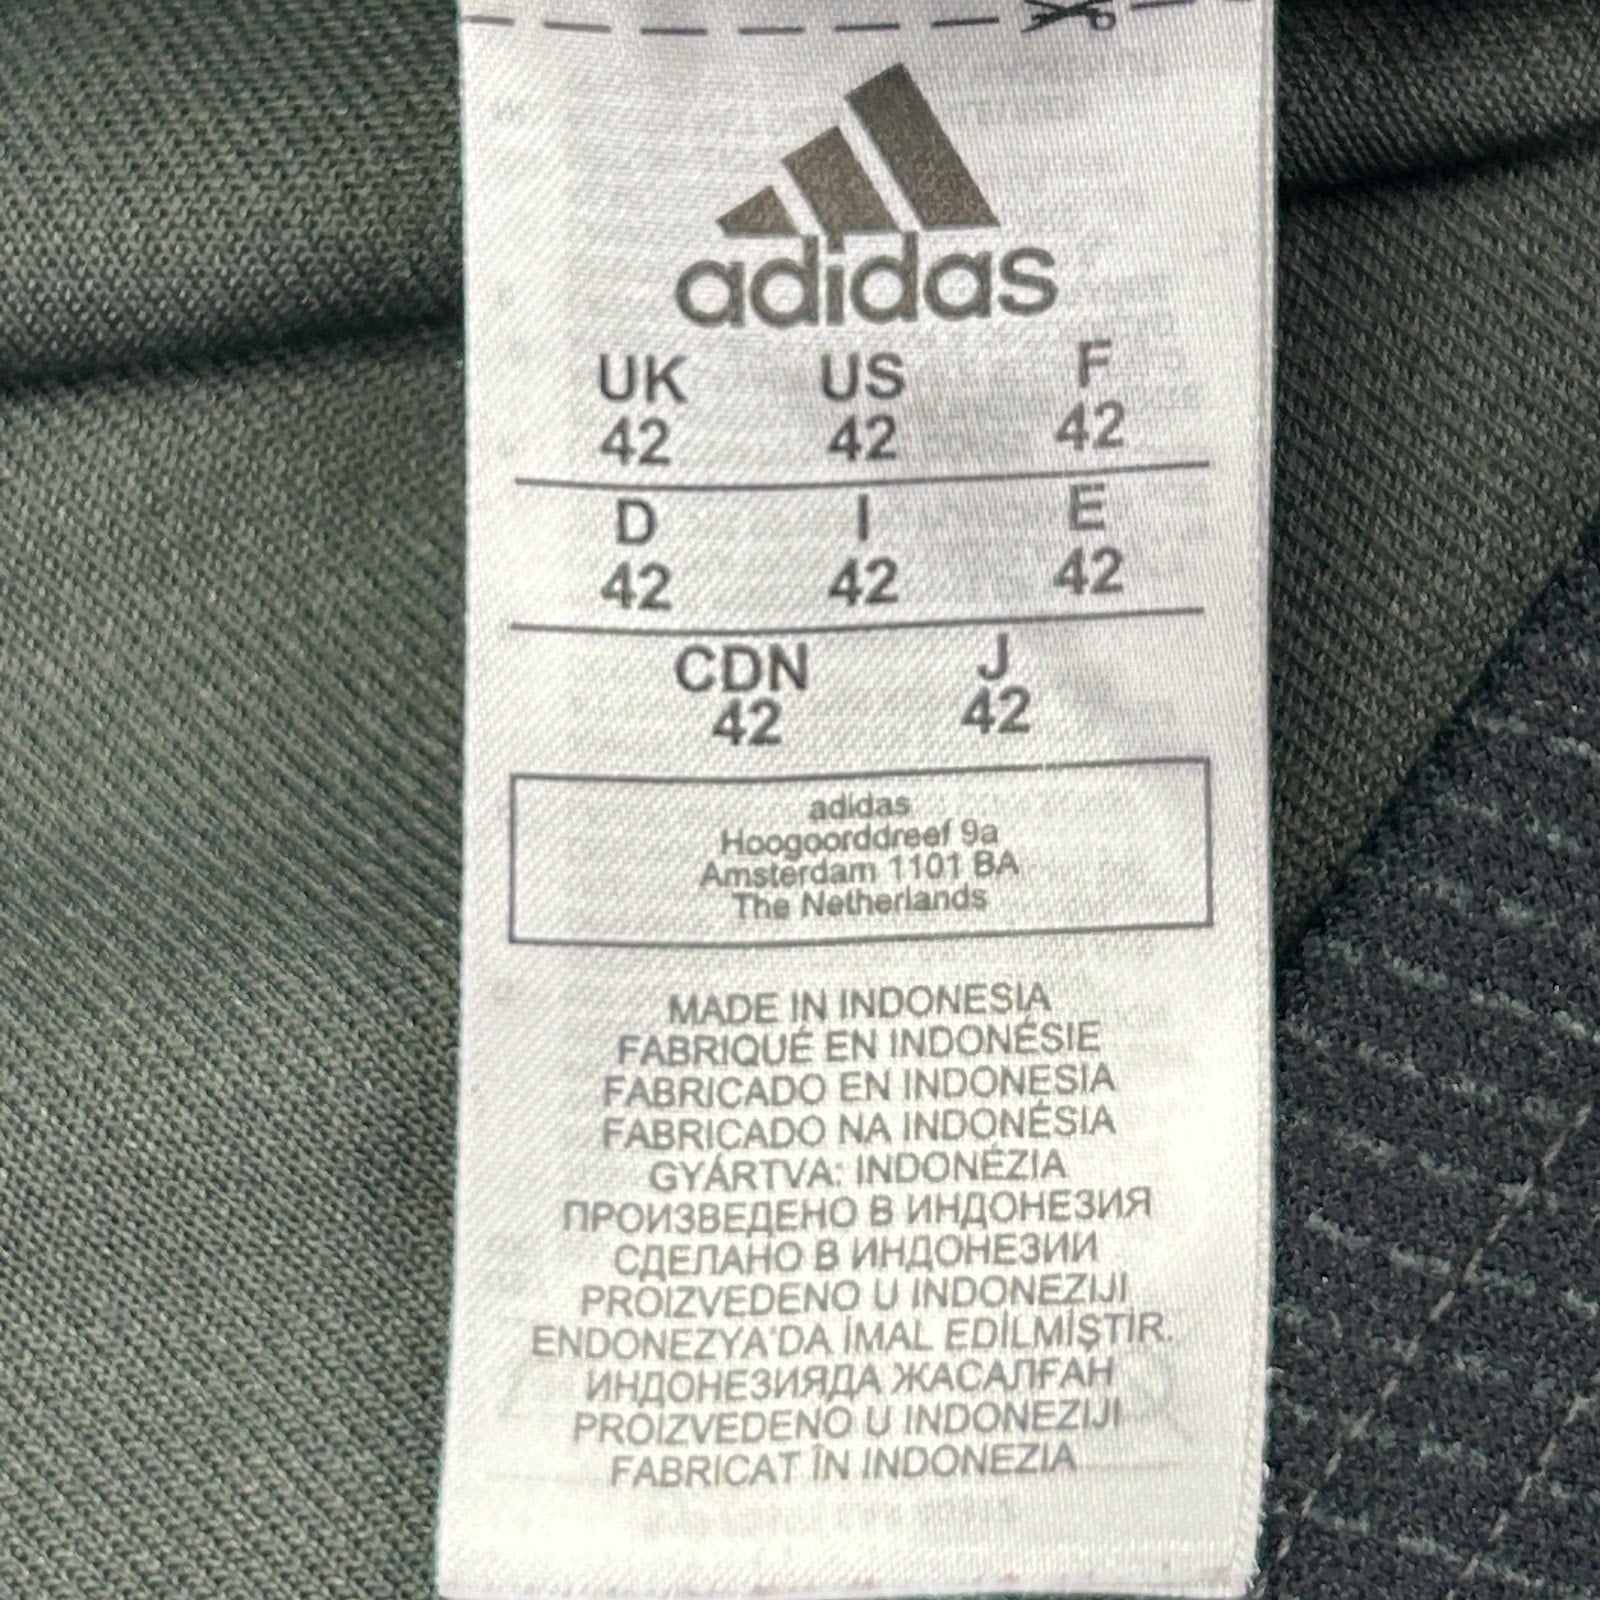 adidas
UK US F
42 42 42
D I E
42 42 42
CDN J
42 42
adidas
Hoogoorddreef 9a
Amsterdam 1101 BA
The Netherlands
MADE IN INDONESIA
FABRIQUÉ EN INDONÉSIE
FABRICADO EN INDONESIA
FABRICADO NA INDONÉSIA
GYÁRTVA: INDONÉZIA
ПРОИЗВЕДЕНО В ИНДОНЕЗИЯ
СДЕЛАНО В ИНДОНЕЗИИ
PROIZVEDENO U INDONEZIJI
ENDONEZYA'DA İMAL EDİLMİŞTİR.
ИНДОНЕЗИЯДА ЖАСАЛҒАН
PROIZVEDENO U INDONEZIJI
FABRICAT ÎN INDONEZIA